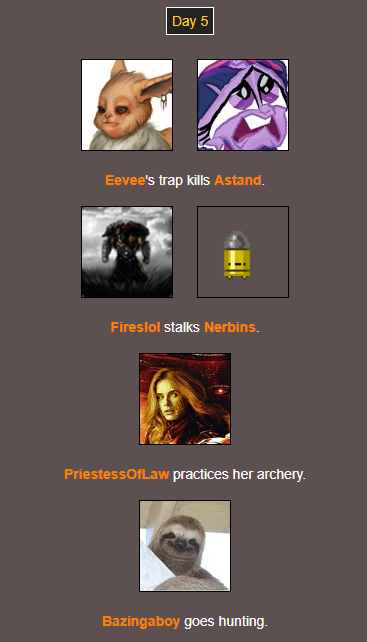 Day 5
Eevee's trap kills Astand.
Fireslol stalks Nerbins.
PriestessOfLaw practices her archery.
Bazingaboy goes hunting.